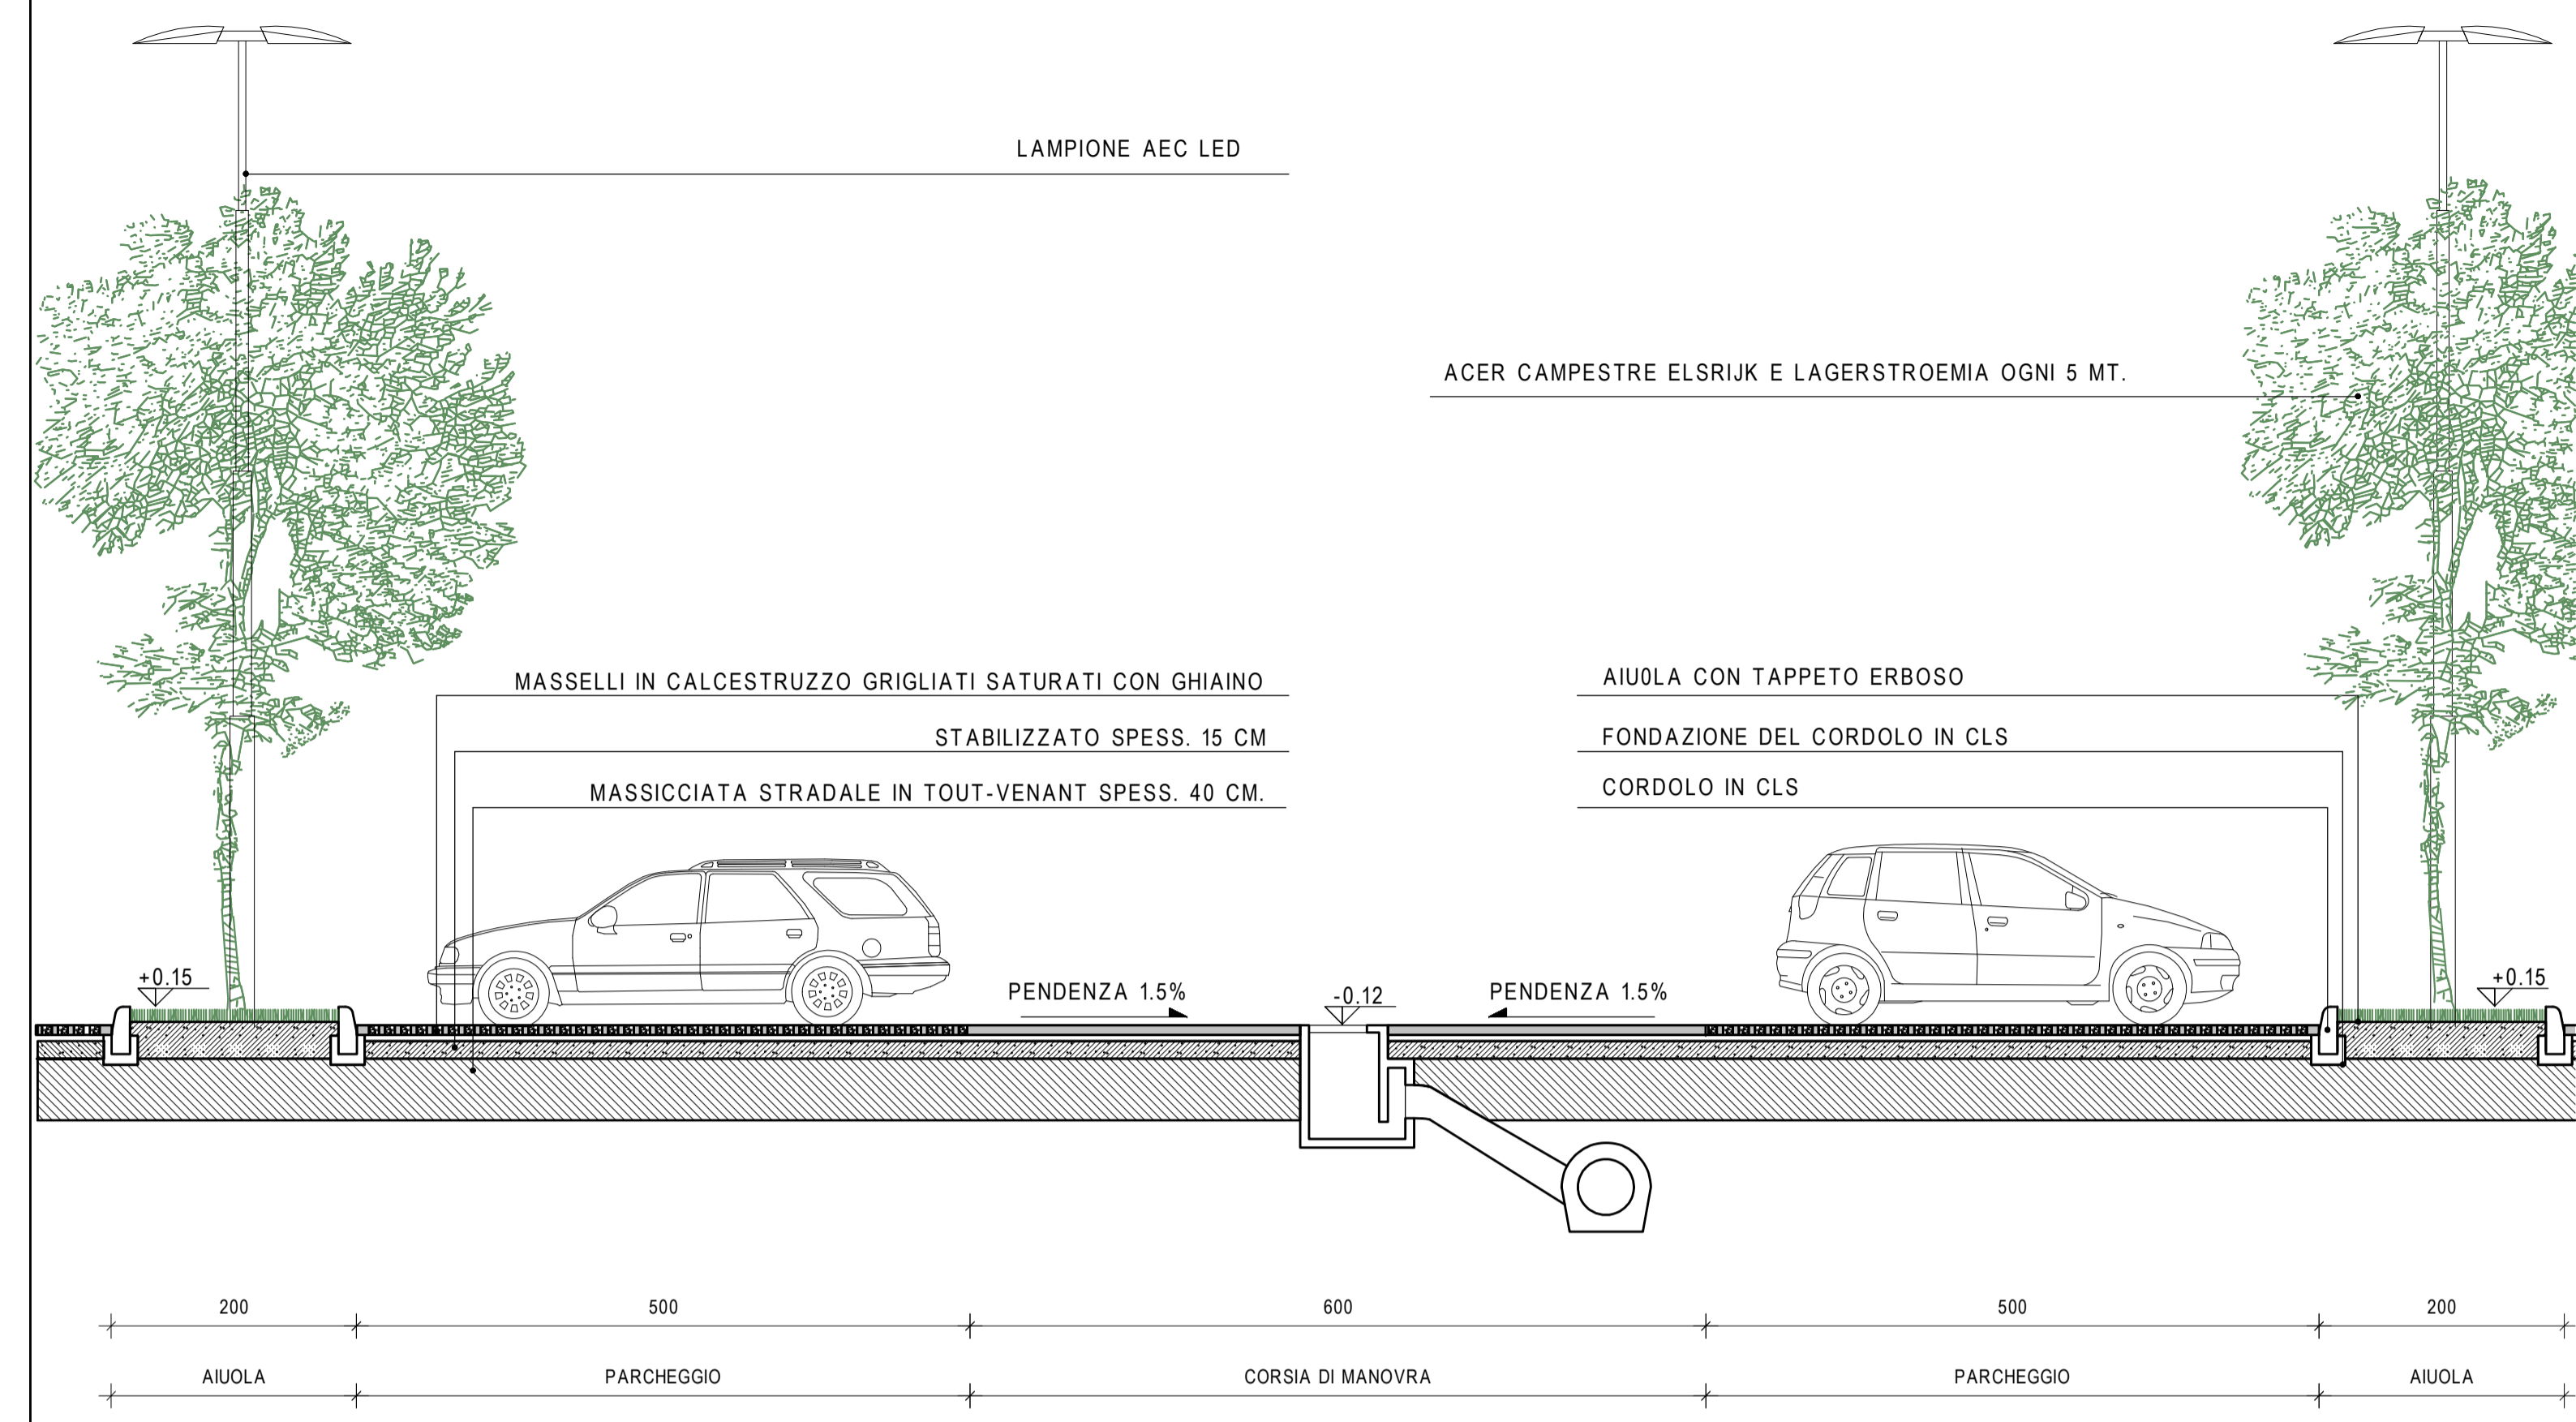 LAMPIONE AEC LED
ACER CAMPESTRE ELSRIJK E LAGERSTROEMIA OGNI 5 MT.
MASSELLI IN CALCESTRUZZO GRIGLIATI SATURATI CON GHIAINO
STABILIZZATO SPESS. 15 CM
MASSICCIATA STRADALE IN TOUT-VENANT SPESS. 40 CM.
AIU0LA CON TAPPETO ERBOSO
FONDAZIONE DEL CORDOLO IN CLS
CORDOLO IN CLS
+0.15
PENDENZA 1.5%
-0.12
PENDENZA 1.5%
+0.15
200
500
600
500
200
AIUOLA
PARCHEGGIO
CORSIA DI MANOVRA
PARCHEGGIO
AIUOLA